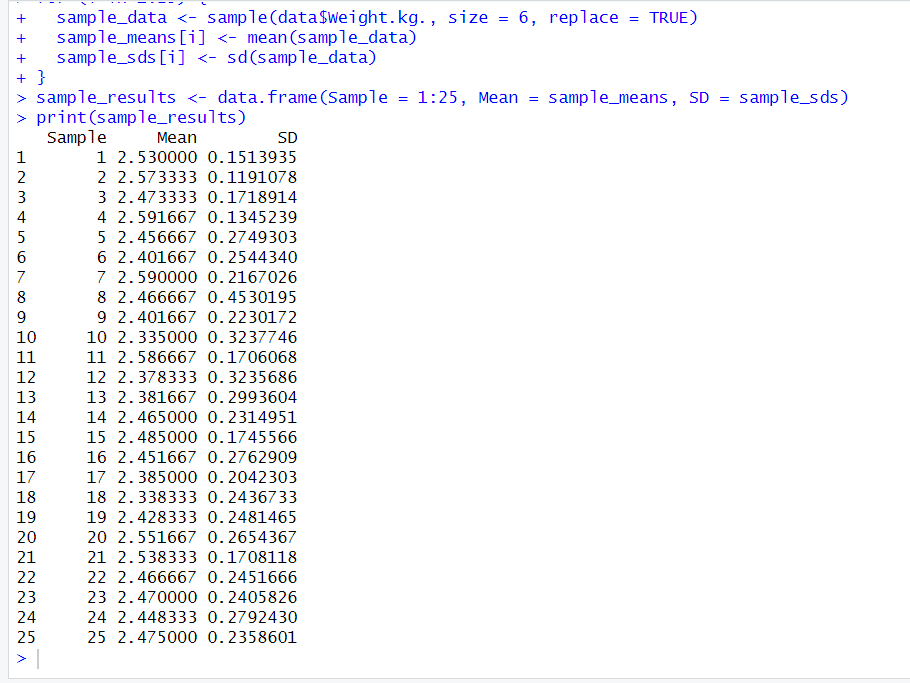 +   sample_data <- sample(data$Weight.kg., size = 6, replace = TRUE)
+   sample_means[i] <- mean(sample_data)
+   sample_sds[i] <- sd(sample_data)
+ }
> sample_results <- data.frame(Sample = 1:25, Mean = sample_means, SD = sample_sds)
> print(sample_results)
   Sample     Mean        SD
1       1 2.530000 0.1513935
2       2 2.573333 0.1191078
3       3 2.473333 0.1718914
4       4 2.591667 0.1345239
5       5 2.456667 0.2749303
6       6 2.401667 0.2544340
7       7 2.590000 0.2167026
8       8 2.466667 0.4530195
9       9 2.401667 0.2230172
10     10 2.335000 0.3237746
11     11 2.586667 0.1706068
12     12 2.378333 0.3235686
13     13 2.381667 0.2993604
14     14 2.465000 0.2314951
15     15 2.485000 0.1745566
16     16 2.451667 0.2762909
17     17 2.385000 0.2042303
18     18 2.338333 0.2436733
19     19 2.428333 0.2481465
20     20 2.551667 0.2654367
21     21 2.538333 0.1708118
22     22 2.466667 0.2451666
23     23 2.470000 0.2405826
24     24 2.448333 0.2792430
25     25 2.475000 0.2358601
>